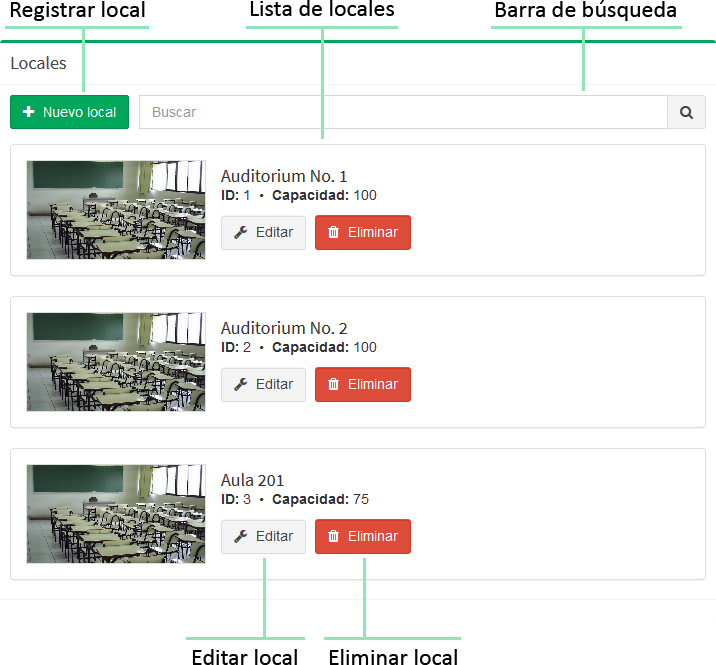 Registrar local
Lista de locales
Barra de búsqueda
Locales
Nuevo local
Buscar
Auditorium No. 1
ID: 1 • Capacidad: 100
Editar
Eliminar
Auditorium No. 2
ID: 2 • Capacidad: 100
Editar
Eliminar
Aula 201
ID: 3 • Capacidad: 75
Editar
Eliminar
Editar local
Eliminar local